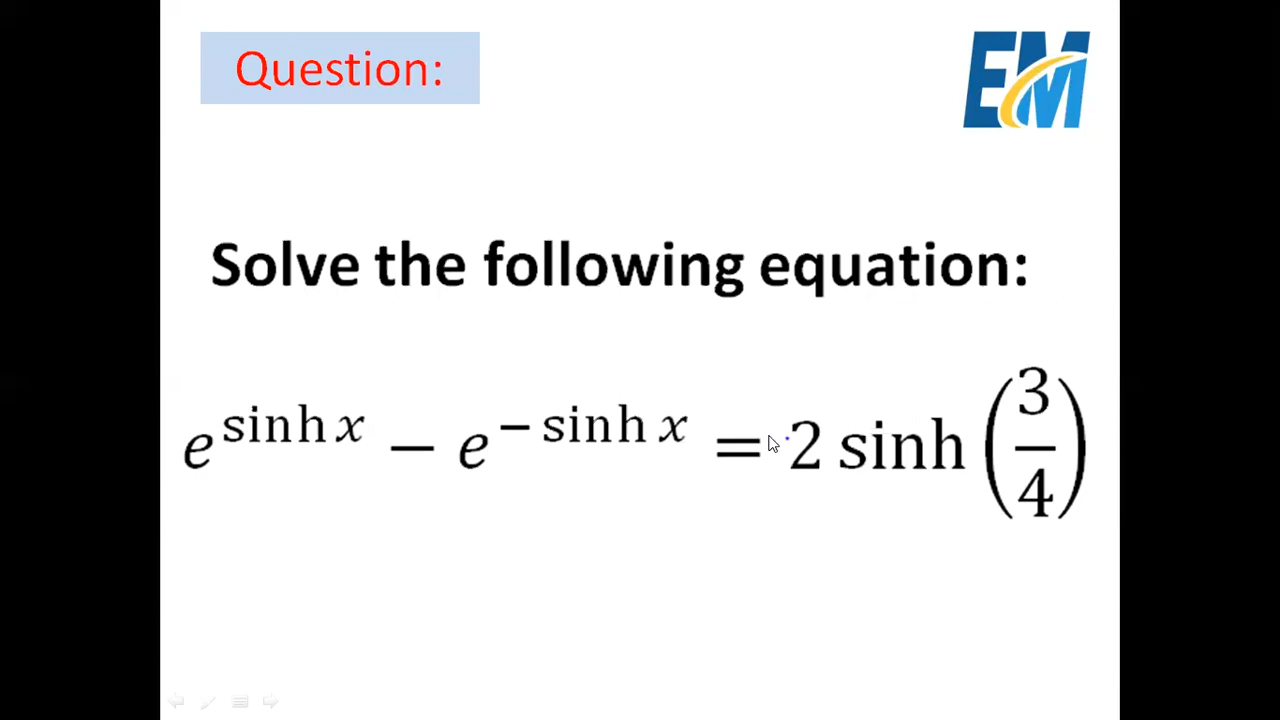 Question:
EM
Solve the following equation:
e^{sinh x} − e^{− sinh x} = 2 sinh (3/4)